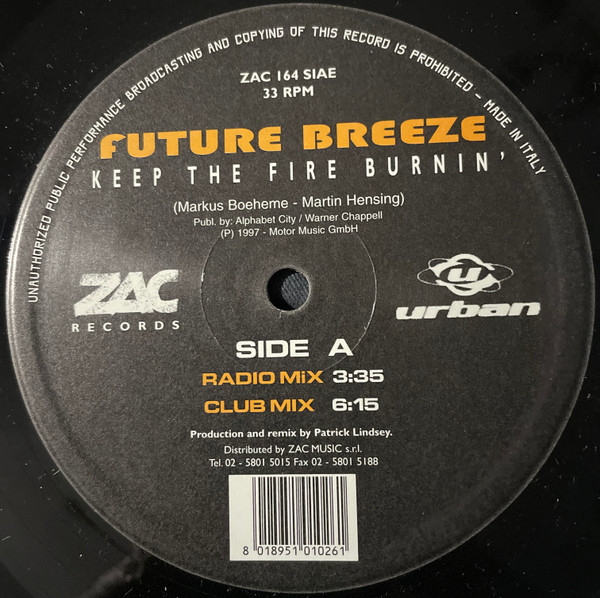 UNAUTHORIZED PUBLIC PERFORMANCE BROADCASTING AND COPYING OF THIS RECORD IS PROHIBITED - MADE IN ITALY
ZAC 164 SIAE
33 RPM
FUTURE BREEZE
KEEP THE FIRE BURNIN'
(Markus Boeheme - Martin Hensing)
Publ. by: Alphabet City / Warner Chappell
(P) 1997 - Motor Music GmbH
ZAC
RECORDS
u
urban
SIDE A
RADIO MiX 3:35
CLUB MIX 6:15
Production and remix by Patrick Lindsey.
Distributed by ZAC MUSIC s.r.l.
Tel. 02 - 5801 5015 Fax 02 - 5801 5188
8 018951 010261